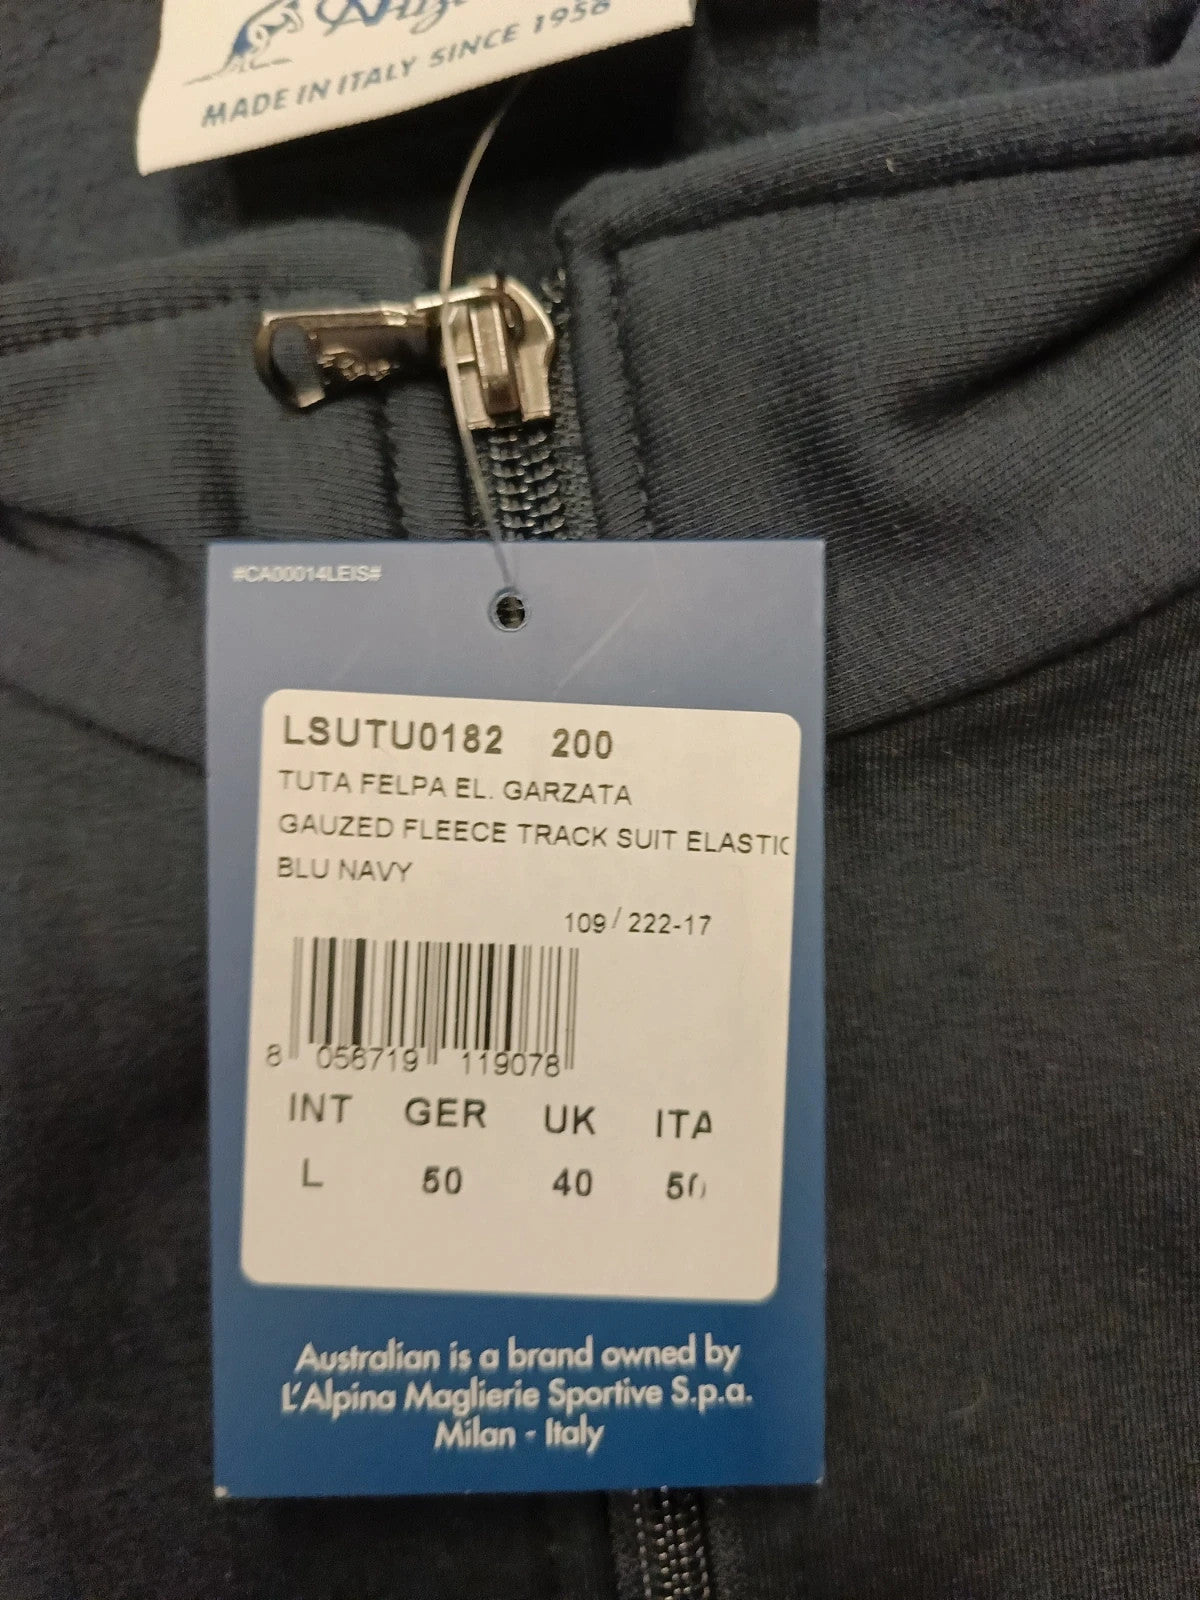 MADE IN ITALY SINCE 1956
#CA00014LEIS#
LSUTU0182 200
TUTA FELPA EL. GARZATA
GAUZED FLEECE TRACK SUIT ELASTIC
BLU NAVY
109/222-17
8 056719 119078
INT GER UK ITA
L 50 40 50
Australian is a brand owned by
L'Alpina Maglierie Sportive S.p.a.
Milan - Italy